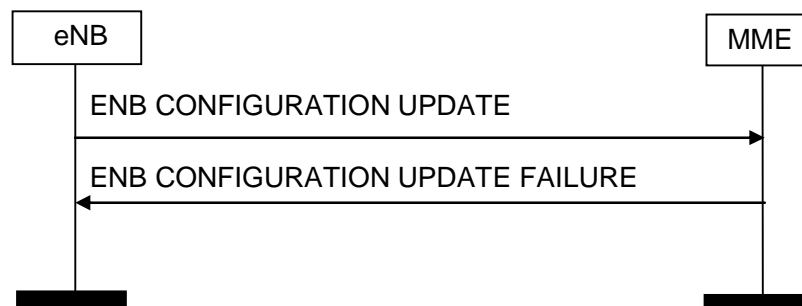 eNB
MME
ENB CONFIGURATION UPDATE
ENB CONFIGURATION UPDATE FAILURE